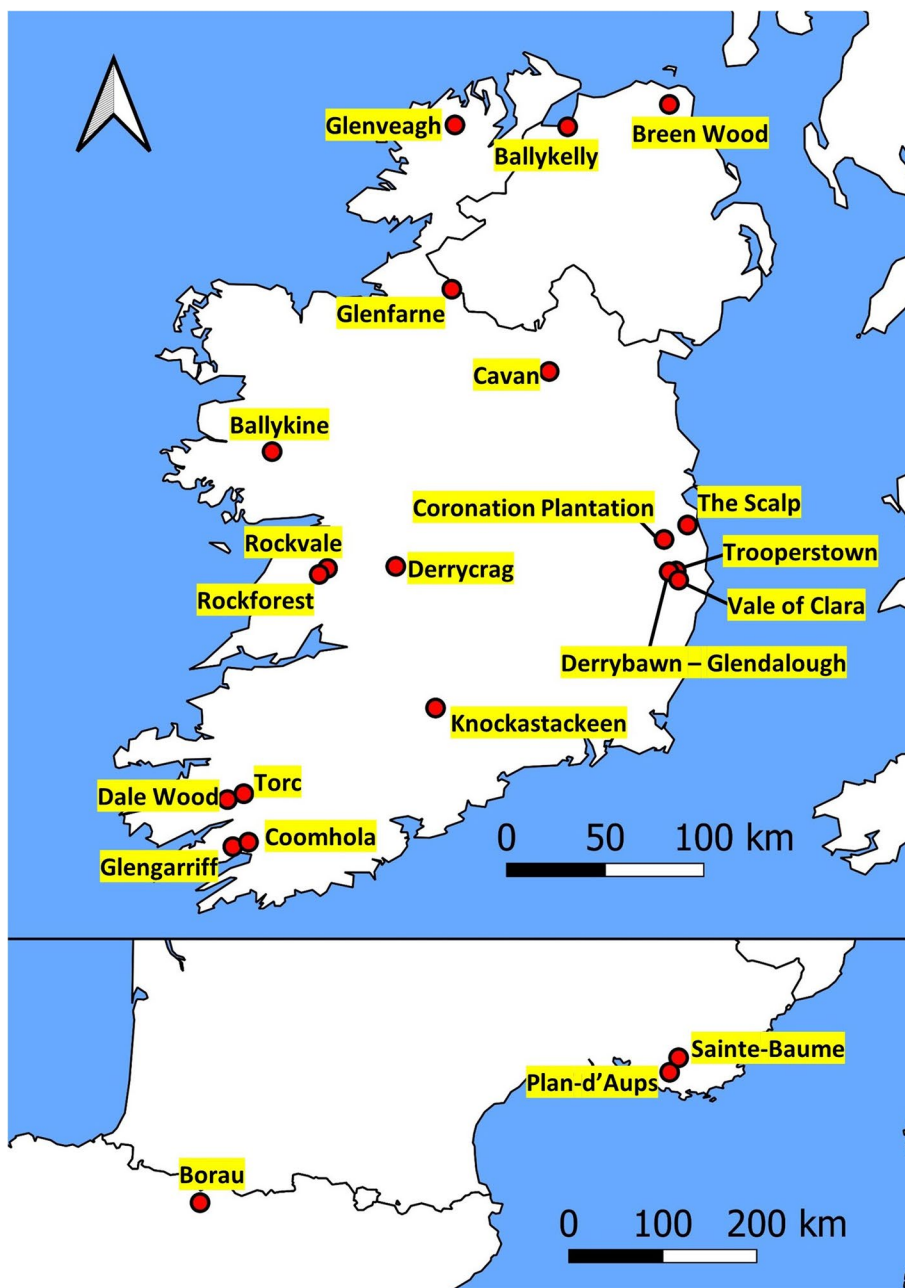 Glenveagh
Ballykelly
Breen Wood
Glenfarne
Cavan
Ballykine
Coronation Plantation
The Scalp
Rockvale
Derrycrag
Trooperstown
Rockforest
Vale of Clara
Derrybawn – Glendalough
Knockastackeen
Dale Wood
Torc
Coomhola
Glengarriff
0 50 100 km
Sainte-Baume
Plan-d’Aups
Borau
0 100 200 km